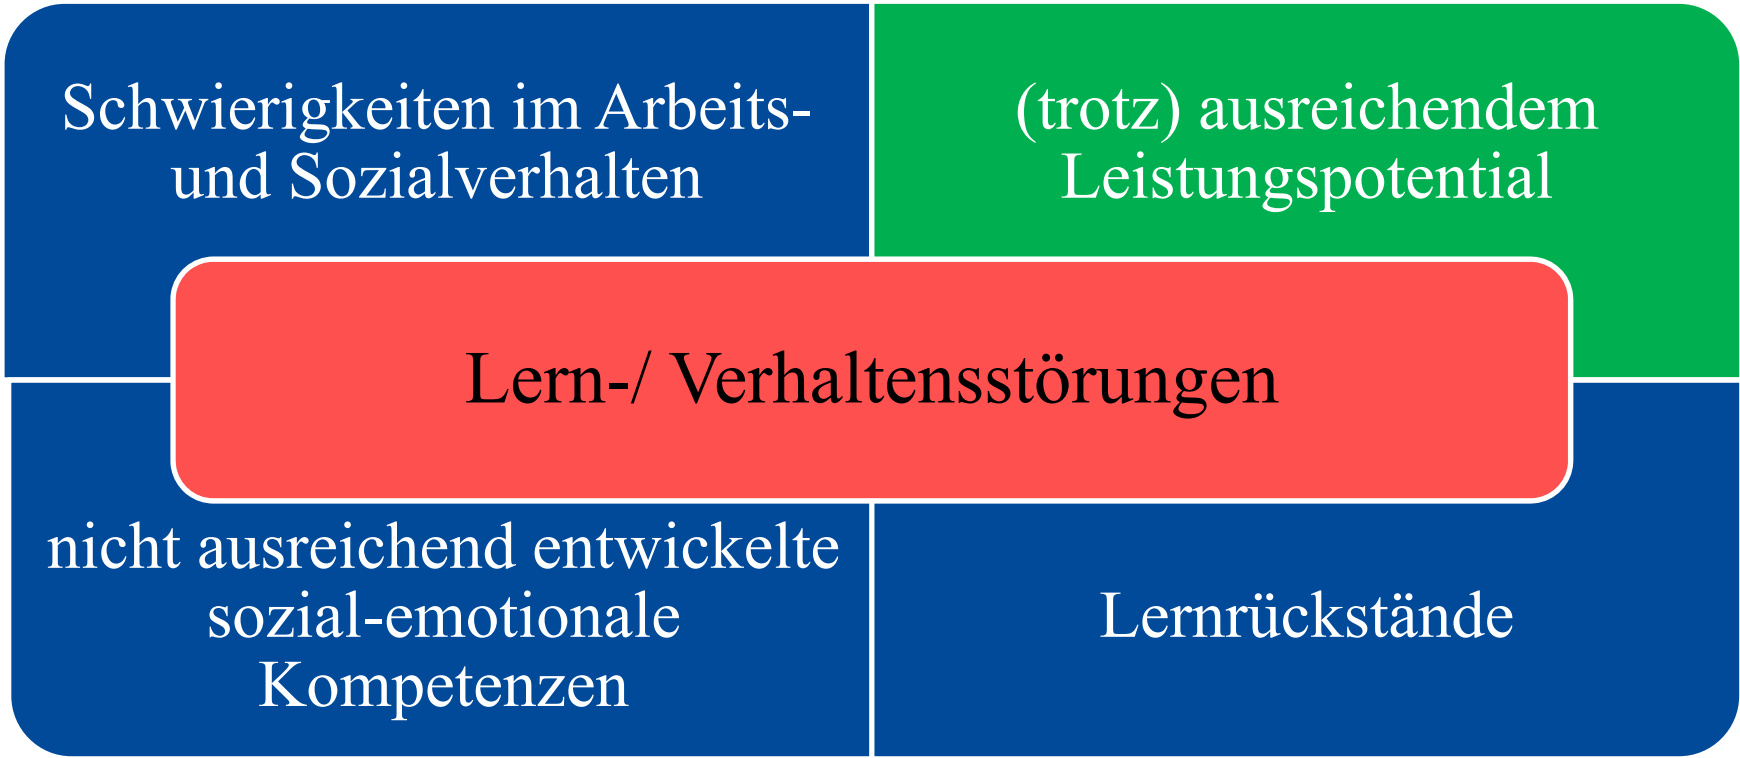 Schwierigkeiten im Arbeits-
und Sozialverhalten
(trotz) ausreichendem
Leistungspotential
Lern-/ Verhaltensstörungen
nicht ausreichend entwickelte
sozial-emotionale
Kompetenzen
Lernrückstände